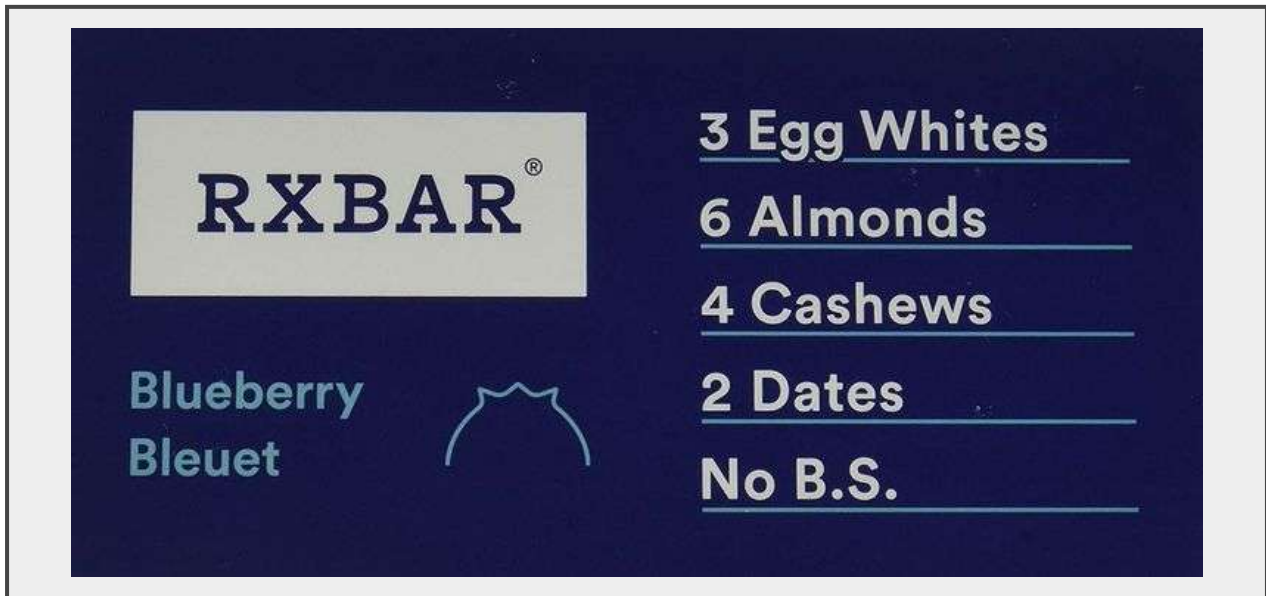 RXBAR®
Blueberry
Bleuet
3 Egg Whites
6 Almonds
4 Cashews
2 Dates
No B.S.